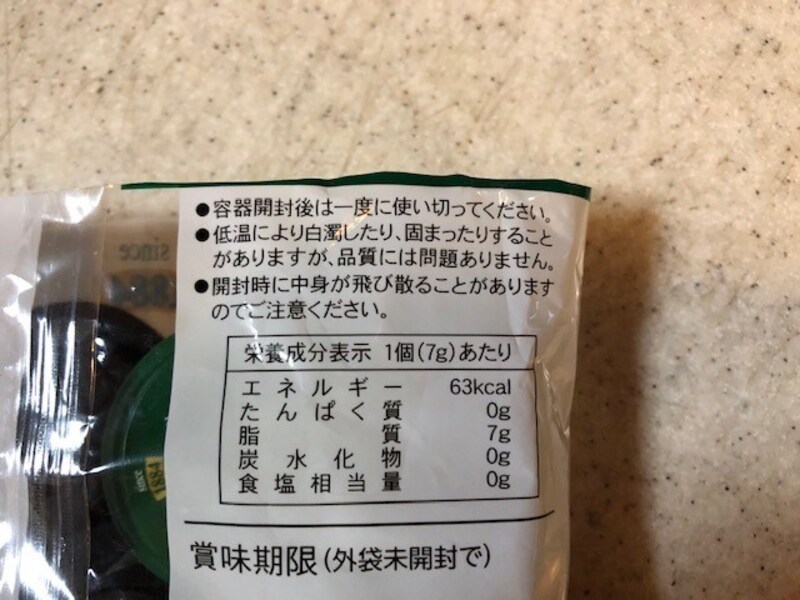 ●容器開封後は一度に使い切ってください。
●低温により白濁したり、固まったりすること
がありますが、品質には問題ありません。
●開封時に中身が飛び散ることがあります
のでご注意ください。
栄養成分表示 1個(7g)あたり
エネルギー 63kcal
たんぱく質 0g
脂質 7g
炭水化物 0g
食塩相当量 0g
賞味期限(外袋未開封で)
since